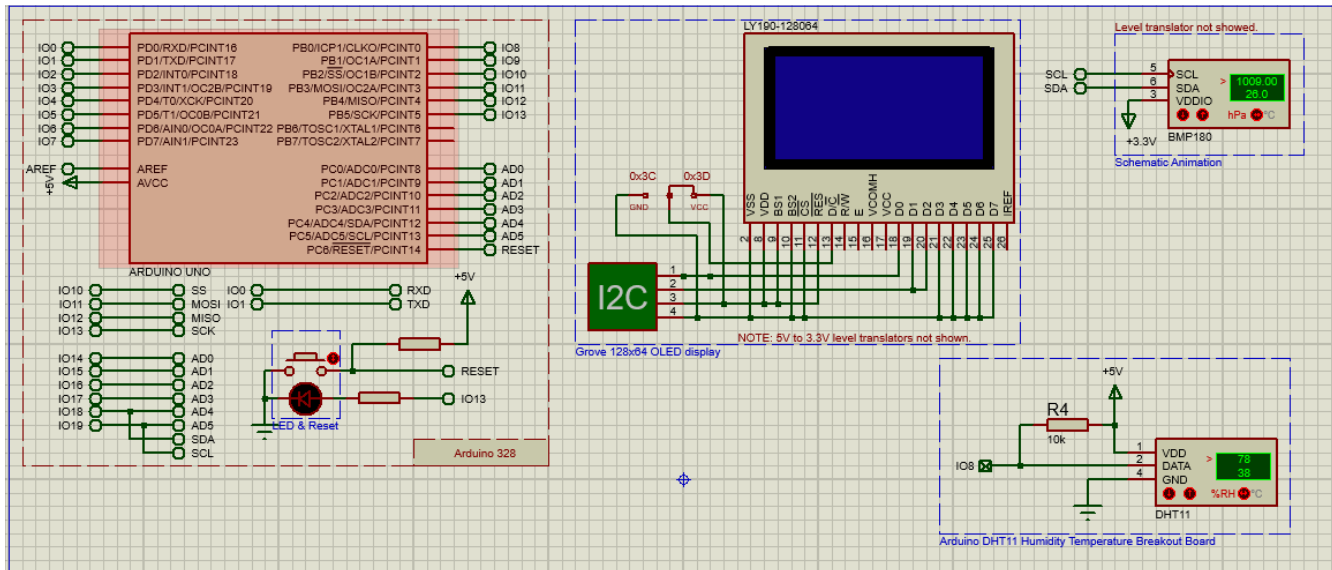 IO0
IO1
IO2
IO3
IO4
IO5
IO6
IO7
AREF
+5V
PD0/RXD/PCINT16
PD1/TXD/PCINT17
PD2/INT0/PCINT18
PD3/INT1/OC2B/PCINT19
PD4/T0/XCK/PCINT20
PD5/T1/OC0B/PCINT21
PD6/AIN0/OC0A/PCINT22
PD7/AIN1/PCINT23
AREF
AVCC
PB0/ICP1/CLKO/PCINT0
PB1/OC1A/PCINT1
PB2/SS/OC1B/PCINT2
PB3/MOSI/OC2A/PCINT3
PB4/MISO/PCINT4
PB5/SCK/PCINT5
PB6/TOSC1/XTAL1/PCINT6
PB7/TOSC2/XTAL2/PCINT7
PC0/ADC0/PCINT8
PC1/ADC1/PCINT9
PC2/ADC2/PCINT10
PC3/ADC3/PCINT11
PC4/ADC4/SDA/PCINT12
PC5/ADC5/SCL/PCINT13
PC6/RESET/PCINT14
IO8
IO9
IO10
IO11
IO12
IO13
AD0
AD1
AD2
AD3
AD4
AD5
RESET
ARDUINO UNO
IO10 SS
IO11 MOSI
IO12 MISO
IO13 SCK
IO0 RXD
IO1 TXD
IO14 AD0
IO15 AD1
IO16 AD2
IO17 AD3
IO18 AD4
IO19 AD5
SDA
SCL
+5V
RESET
IO13
LED & Reset
Arduino 328
LY190-128064
0x3C 0x3D
GND VCC
VSS
VDD
BS1
BS2
CS
RES
D/C
R/W
E
VCOMH
VCC
D0
D1
D2
D3
D4
D5
D6
D7
IREF
2 8 9 10 11 12 13 14 15 16 17 18 19 20 21 22 23 24 25 26
I2C
1
2
3
4
NOTE: 5V to 3.3V level translators not shown.
Grove 128x64 OLED display
Level translator not showed.
SCL 5 SCL
SDA 6 SDA
3 VDDIO
> 1009.00
26.0
hPa °C
+3.3V
BMP180
Schematic Animation
+5V
R4
10k
IO8
1 VDD
2 DATA
4 GND
> 78
38
%RH °C
DHT11
Arduino DHT11 Humidity Temperature Breakout Board